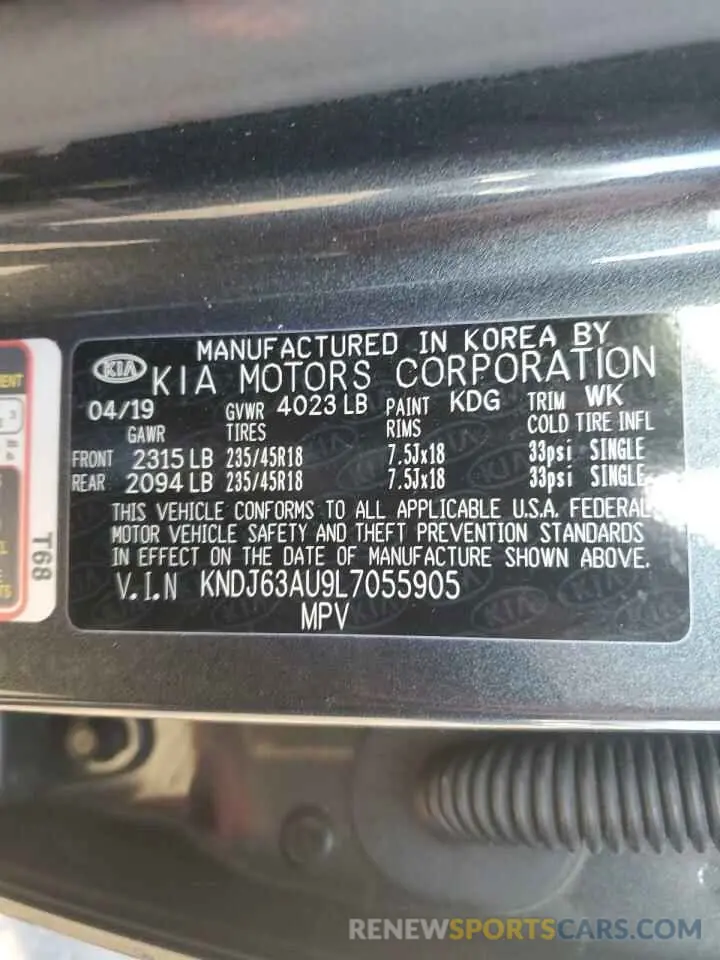 MANUFACTURED IN KOREA BY
KIA KIA MOTORS CORPORATION
04/19 GVWR 4023 LB PAINT KDG TRIM WK
GAWR TIRES RIMS COLD TIRE INFL
FRONT 2315 LB 235/45R18 7.5Jx18 33psi SINGLE
REAR 2094 LB 235/45R18 7.5Jx18 33psi SINGLE
THIS VEHICLE CONFORMS TO ALL APPLICABLE U.S.A. FEDERAL
MOTOR VEHICLE SAFETY AND THEFT PREVENTION STANDARDS
IN EFFECT ON THE DATE OF MANUFACTURE SHOWN ABOVE.
V.I.N KNDJ63AU9L7055905
MPV
T68
RENEWSPORTSCARS.COM